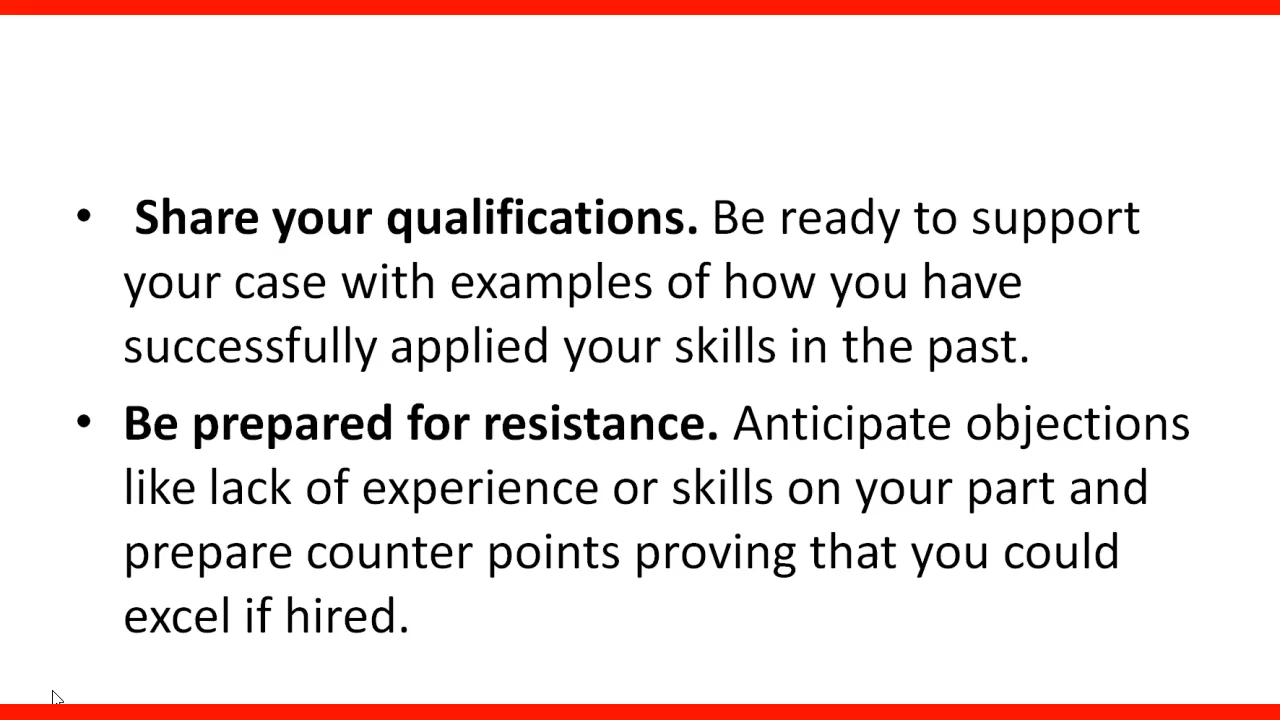 • Share your qualifications. Be ready to support
your case with examples of how you have
successfully applied your skills in the past.
• Be prepared for resistance. Anticipate objections
like lack of experience or skills on your part and
prepare counter points proving that you could
excel if hired.